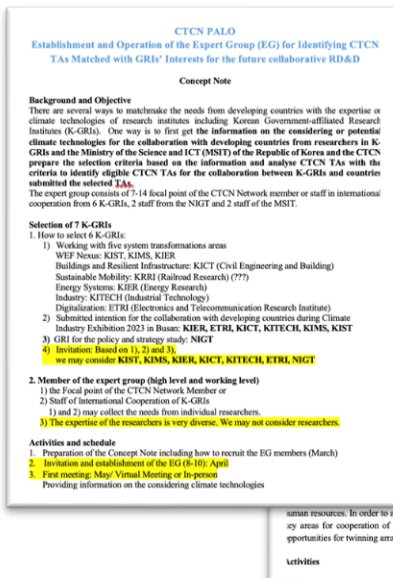 CTCN PALO
Establishment and Operation of the Expert Group (EG) for Identifying CTCN
TAs Matched with GRIs' Interests for the future collaborative RD&D
Concept Note
Background and Objective
There are several ways to matchmake the needs from developing countries with the expertise o
climate technologies of research institutes including Korean Government-affiliated Research
Institutes (K-GRIs). One way is to first get the information on the considering or potential
climate technologies for the collaboration with developing countries from researchers in K-
GRIs and the Ministry of the Science and ICT (MSIT) of the Republic of Korea and the CTCN
prepare the selection criteria based on the information and analyse CTCN TAs with the
criteria to identify eligible CTCN TAs for the collaboration between K-GRIs and countries
submitted the selected TAs.
The expert group consists of 7-14 focal point of the CTCN Network member or staff in international
cooperation from 6 K-GRIs, 2 staff from the NIGT and 2 staff of the MSIT.
Selection of 7 K-GRIs
1. How to select 6 K-GRIs:
1) Working with five system transformations areas
WEF Nexus: KIST, KIMS, KIER
Buildings and Resilient Infrastructure: KICT (Civil Engineering and Building)
Sustainable Mobility: KRRI (Railroad Research) (???)
Energy Systems: KIER (Energy Research)
Industry: KITECH (Industrial Technology)
Digitalization: ETRI (Electronics and Telecommunication Research Institute)
2) Submitted intention for the collaboration with developing countries during Climate
Industry Exhibition 2023 in Busan: KIER, ETRI, KICT, KITECH, KIMS, KIST
3) GRI for the policy and strategy study: NIGT
4) Invitation: Based on 1), 2) and 3),
we may consider KIST, KIMS, KIER, KICT, KITECH, ETRI, NIGT
2. Member of the expert group (high level and working level)
1) the Focal point of the CTCN Network Member or
2) Staff of International Cooperation of K-GRIs
1) and 2) may collect the needs from individual researchers.
3) The expertise of the researchers is very diverse. We may not consider researchers.
Activities and schedule
1. Preparation of the Concept Note including how to recruit the EG members (March)
2. Invitation and establishment of the EG (8-10): April
3. First meeting: May/ Virtual Meeting or In-person
Providing information on the considering climate technologies
uman resources. In order to
ey areas for cooperation of
pportunities for twinning arra
Activities